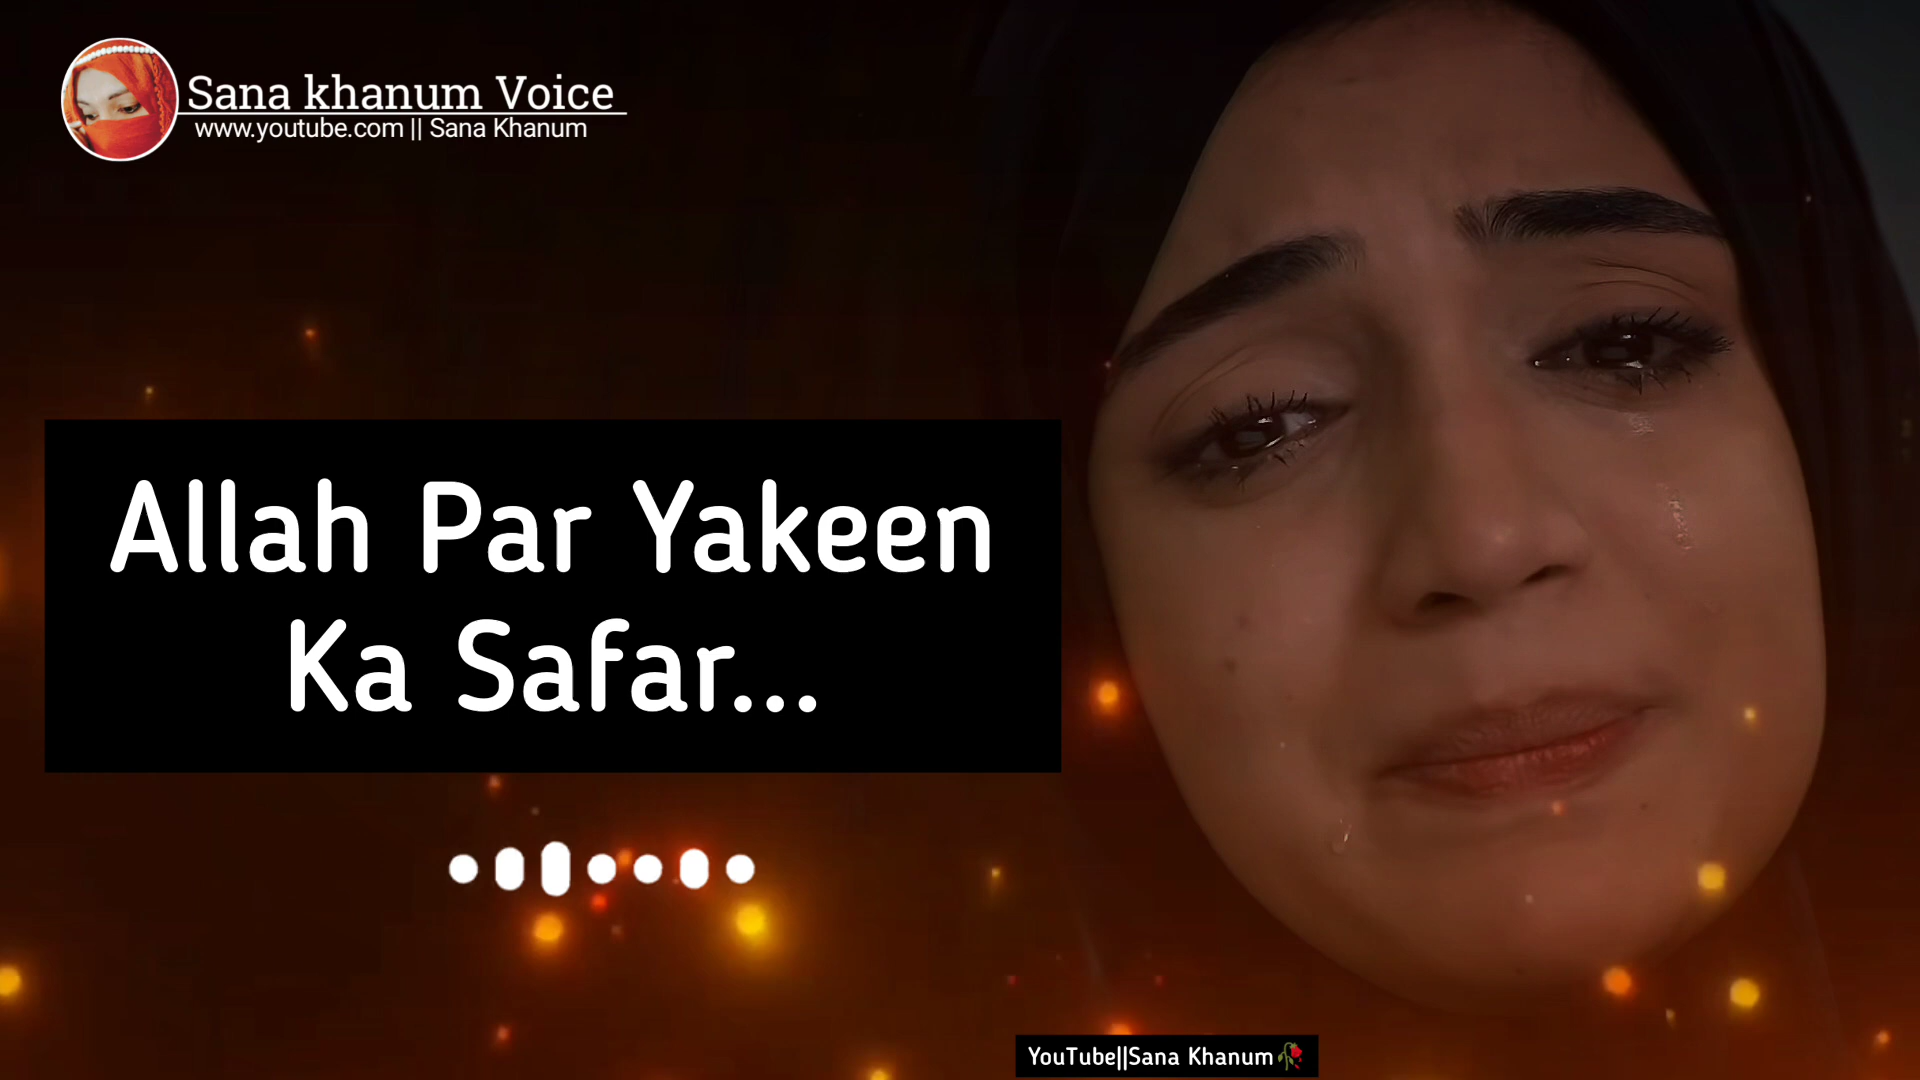 Sana khanum Voice
www.youtube.com || Sana Khanum
Allah Par Yakeen
Ka Safar...
YouTube||Sana Khanum🥀